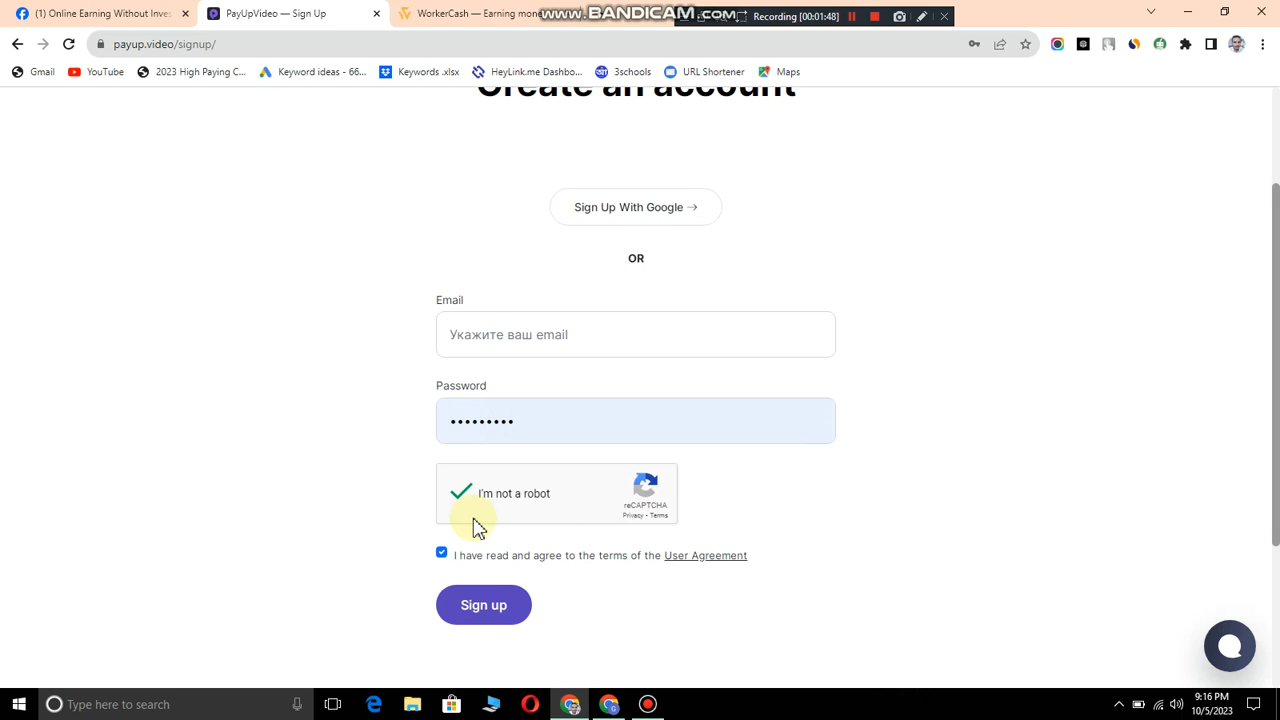 (1) Online Earning With Inves
PayUpVideo — Sign Up
WorkerCash — Earning mon
www.BANDICAM.com
Recording [00:01:48]
payup.video/signup/
Gmail
YouTube
2023 High Paying C...
Keyword ideas - 66...
Keywords .xlsx
HeyLink.me Dashbo...
3schools
URL Shortener
Maps
Create an account
Sign Up With Google →
OR
Email
Укажите ваш email
Password
•••••••••
I'm not a robot
reCAPTCHA
Privacy - Terms
I have read and agree to the terms of the User Agreement
Sign up
Type here to search
9:16 PM
10/5/2023